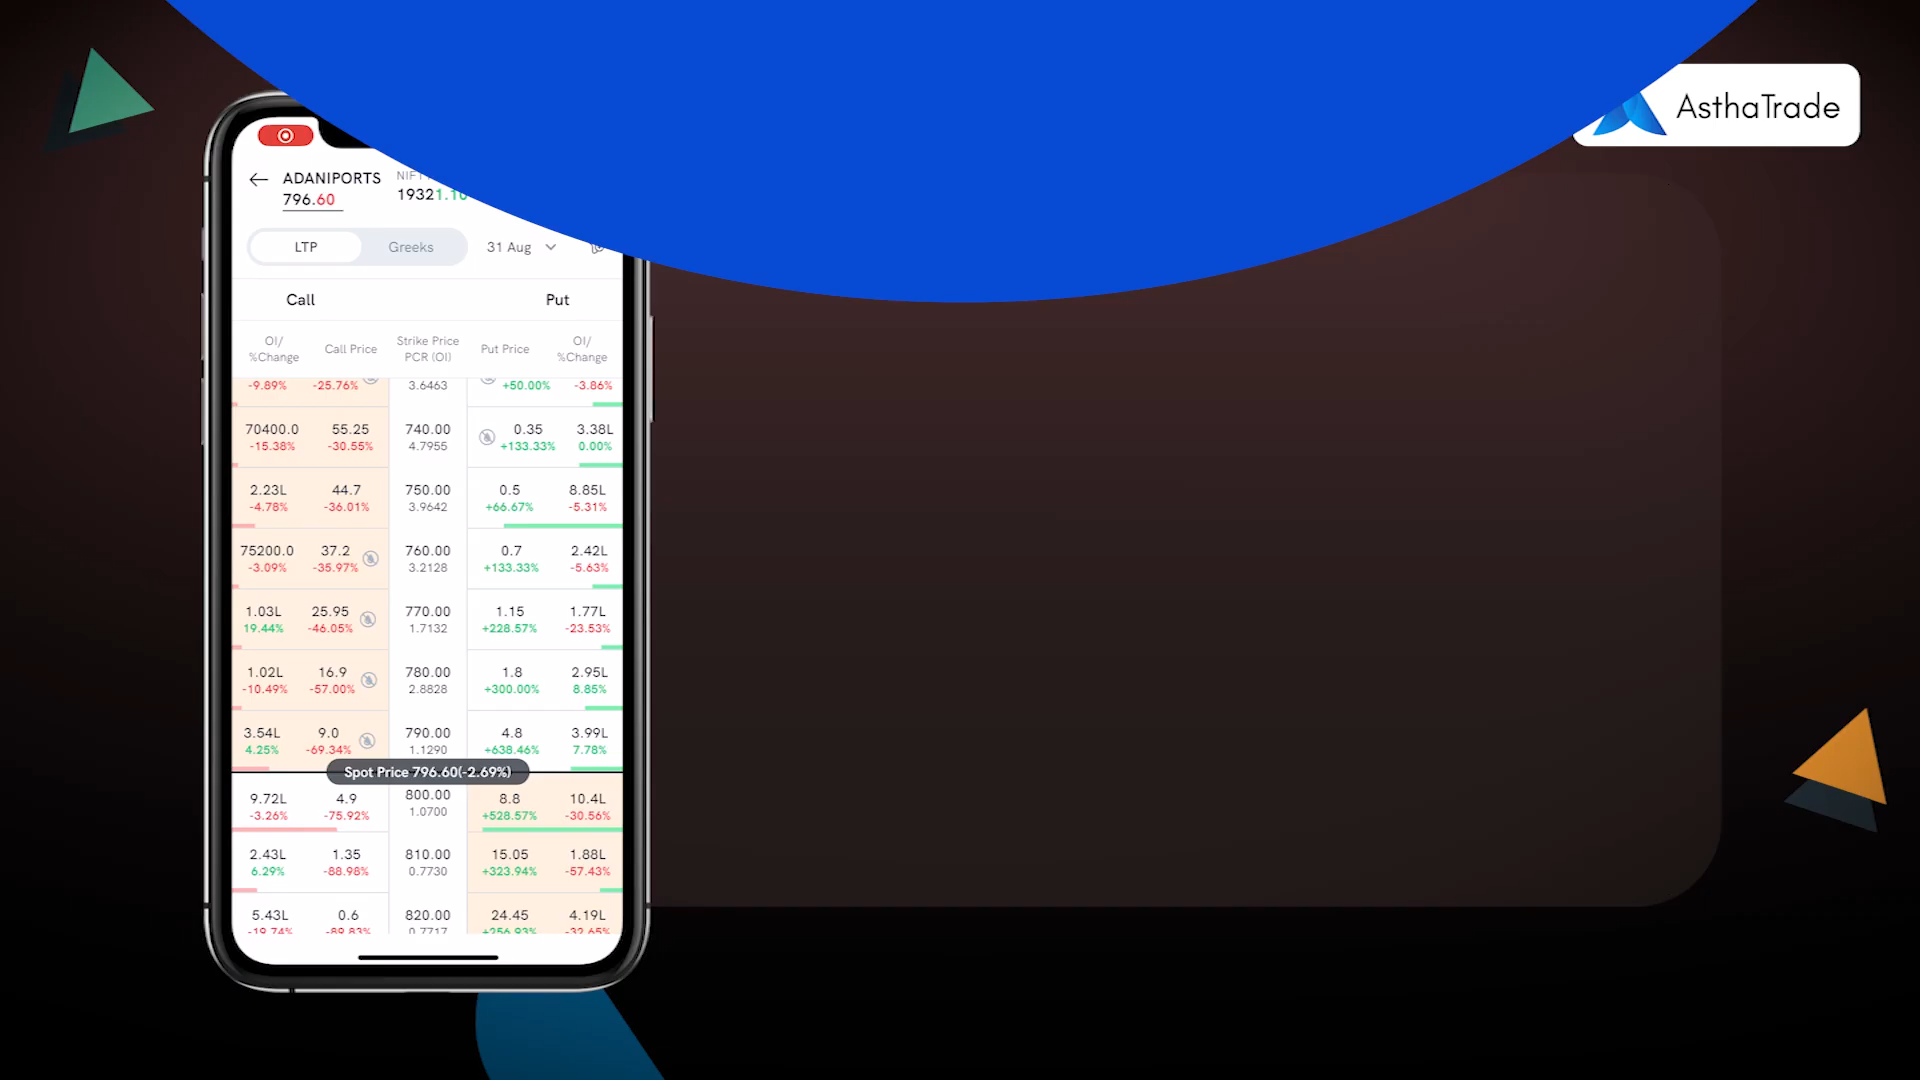 AsthaTrade
ADANIPORTS
796.60
19321.10
LTP Greeks 31 Aug
Call Put
OI/ %Change Call Price Strike Price PCR (OI) Put Price OI/ %Change
-9.89% -25.76% 3.6463 +50.00% -3.86%
70400.0 55.25 740.00 0.35 3.38L
-15.38% -30.55% 4.7955 +133.33% 0.00%
2.23L 44.7 750.00 0.5 8.85L
-4.78% -36.01% 3.9642 +66.67% -5.31%
75200.0 37.2 760.00 0.7 2.42L
-3.09% -35.97% 3.2128 +133.33% -5.63%
1.03L 25.95 770.00 1.15 1.77L
19.44% -46.05% 1.7132 +228.57% -23.53%
1.02L 16.9 780.00 1.8 2.95L
-10.49% -57.00% 2.8828 +300.00% 8.85%
3.54L 9.0 790.00 4.8 3.99L
4.25% -69.34% 1.1290 +638.46% 7.78%
Spot Price 796.60(-2.69%)
9.72L 4.9 800.00 8.8 10.4L
-3.26% -75.92% 1.0700 +528.57% -30.56%
2.43L 1.35 810.00 15.05 1.88L
6.29% -88.98% 0.7730 +323.94% -57.43%
5.43L 0.6 820.00 24.45 4.19L
-19.74% -89.83% 0.7717 +256.93% -32.65%